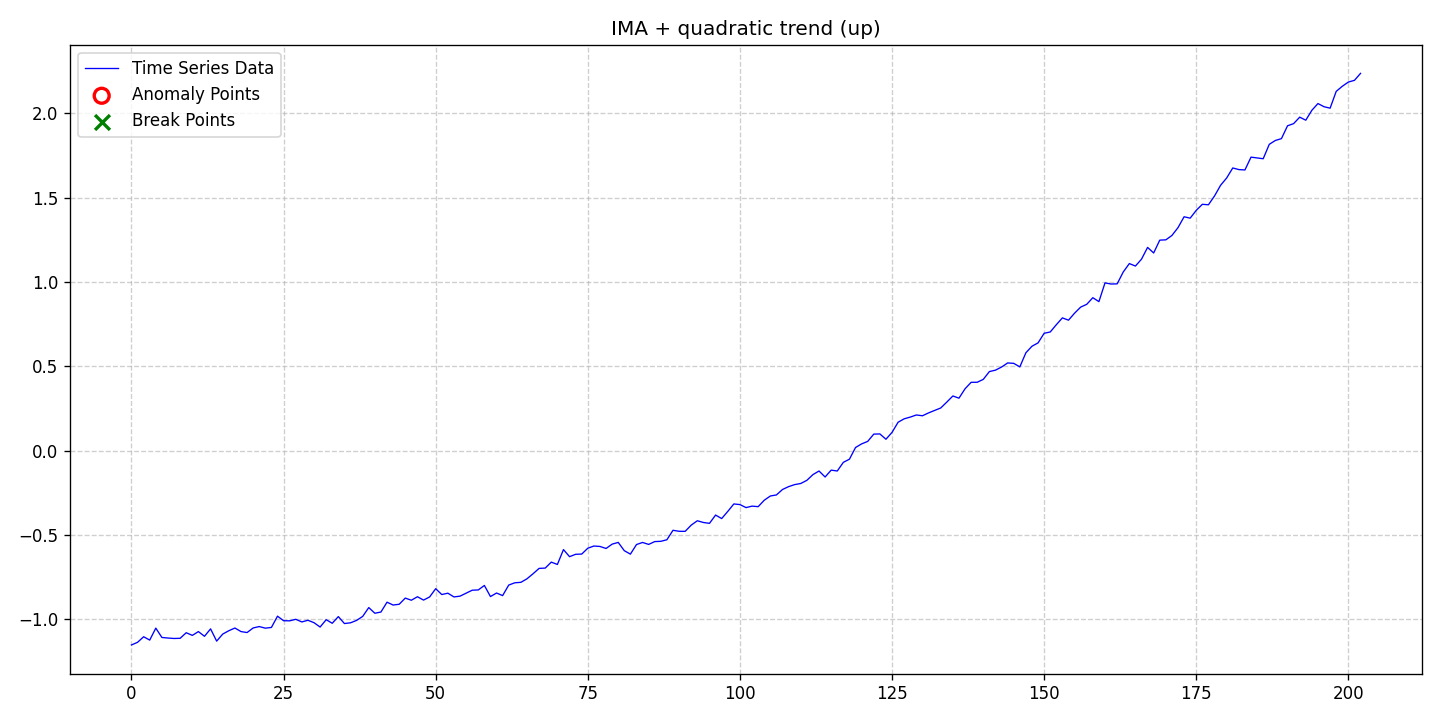 IMA + quadratic trend (up)
Time Series Data
Anomaly Points
Break Points
2.0
1.5
1.0
0.5
0.0
−0.5
−1.0
0 25 50 75 100 125 150 175 200